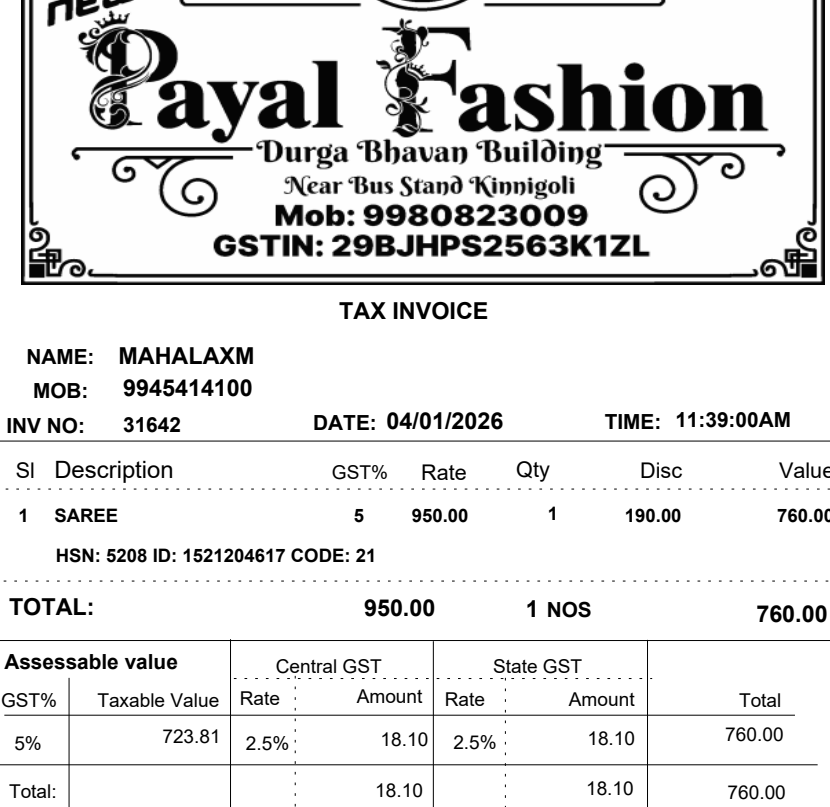 new
Payal Fashion
Durga Bhavan Building
Near Bus Stand Kinnigoli
Mob: 9980823009
GSTIN: 29BJHPS2563K1ZL
TAX INVOICE
NAME: MAHALAXM
MOB: 9945414100
INV NO: 31642 DATE: 04/01/2026 TIME: 11:39:00AM
Sl Description GST% Rate Qty Disc Value
1 SAREE 5 950.00 1 190.00 760.00
HSN: 5208 ID: 1521204617 CODE: 21
TOTAL: 950.00 1 NOS 760.00
Assessable value Central GST State GST
GST% Taxable Value Rate Amount Rate Amount Total
5% 723.81 2.5% 18.10 2.5% 18.10 760.00
Total: 18.10 18.10 760.00